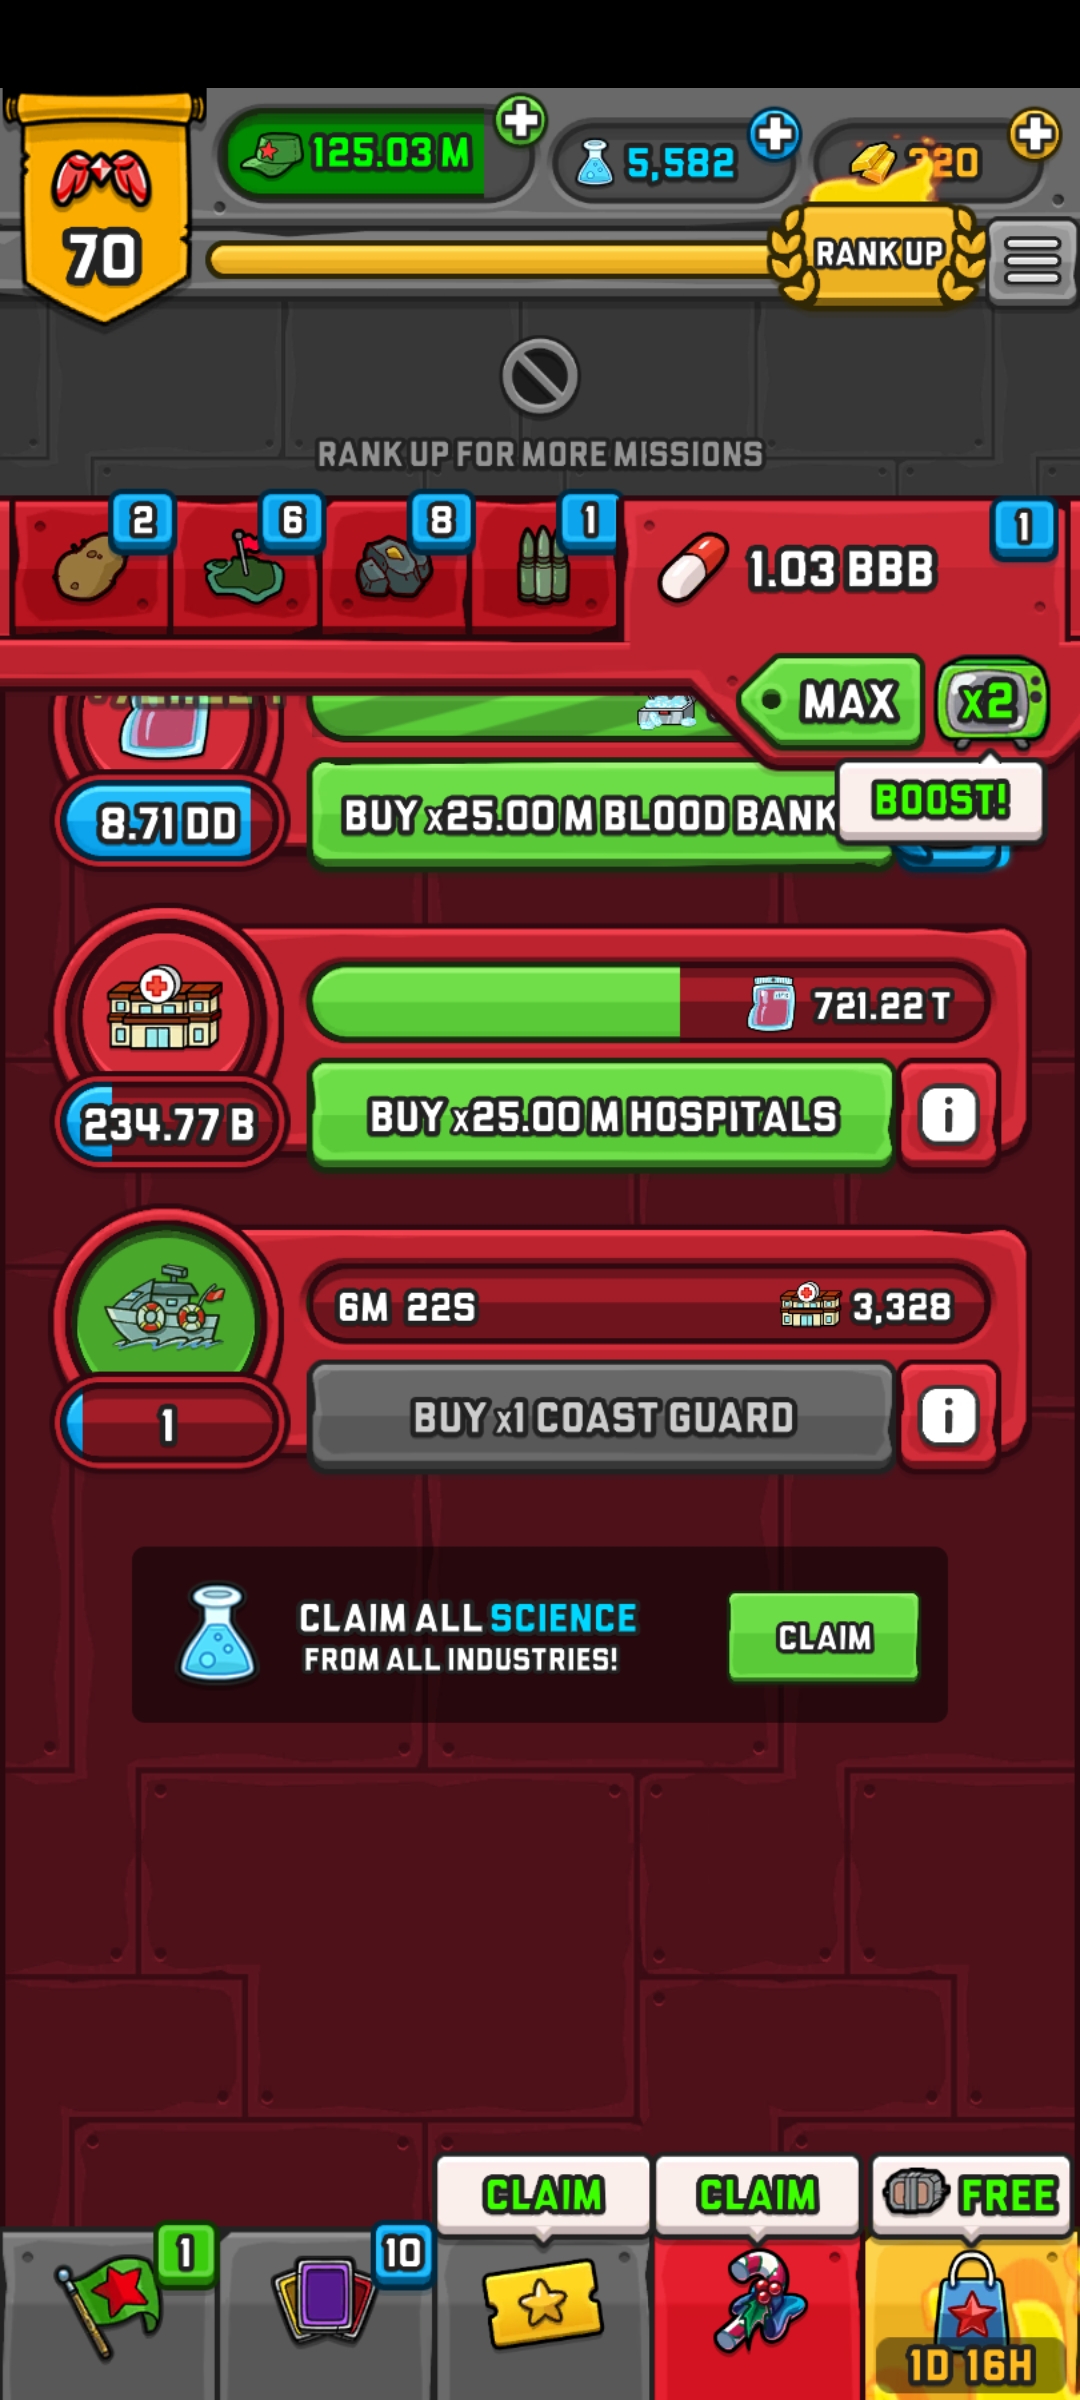 70
125.03 M
5,582
320
RANK UP
RANK UP FOR MORE MISSIONS
2
6
8
1
1.03 BBB
1
MAX
x2
BOOST!
8.71 DD
BUY x25.00 M BLOOD BANK
721.22 T
234.77 B
BUY x25.00 M HOSPITALS
i
6M 22S
3,328
1
BUY x1 COAST GUARD
i
CLAIM ALL SCIENCE
FROM ALL INDUSTRIES!
CLAIM
CLAIM
CLAIM
FREE
1
10
1D 16H